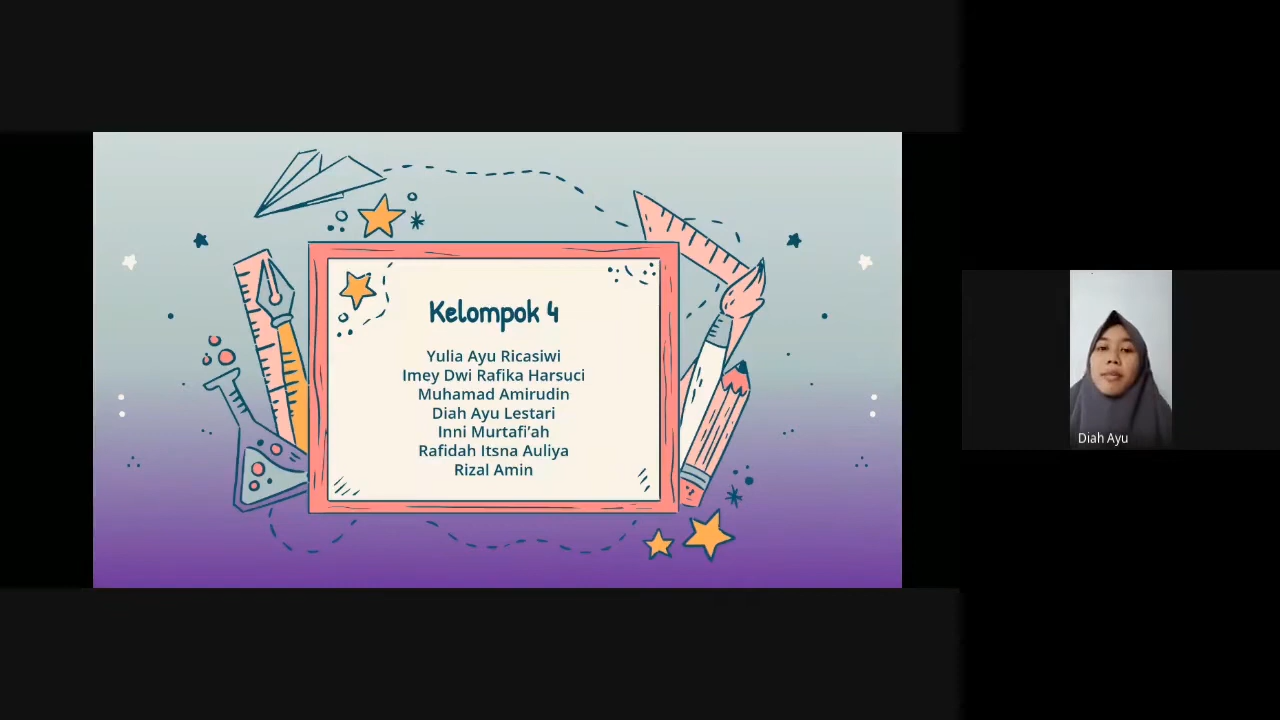 Kelompok 4
Yulia Ayu Ricasiwi
Imey Dwi Rafika Harsuci
Muhamad Amirudin
Diah Ayu Lestari
Inni Murtafi'ah
Rafidah Itsna Auliya
Rizal Amin
Diah Ayu